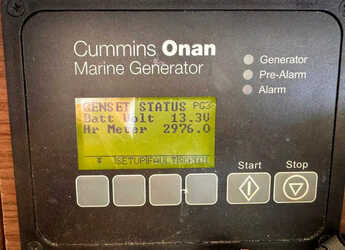 Cummins Onan
Marine Generator
Generator
Pre-Alarm
Alarm
GENSET STATUS PG3
Batt Volt 13.3V
Hr Meter 2976.0
SETUP
Start
Stop